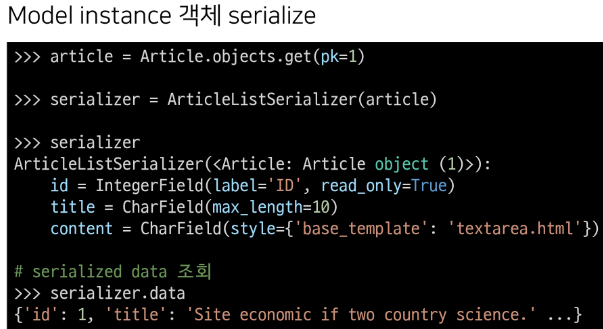 Model instance 객체 serialize
>>> article = Article.objects.get(pk=1)
>>> serializer = ArticleListSerializer(article)
>>> serializer
ArticleListSerializer(<Article: Article object (1)>):
    id = IntegerField(label='ID', read_only=True)
    title = CharField(max_length=10)
    content = CharField(style={'base_template': 'textarea.html'})
# serialized data 조회
>>> serializer.data
{'id': 1, 'title': 'Site economic if two country science.' ...}